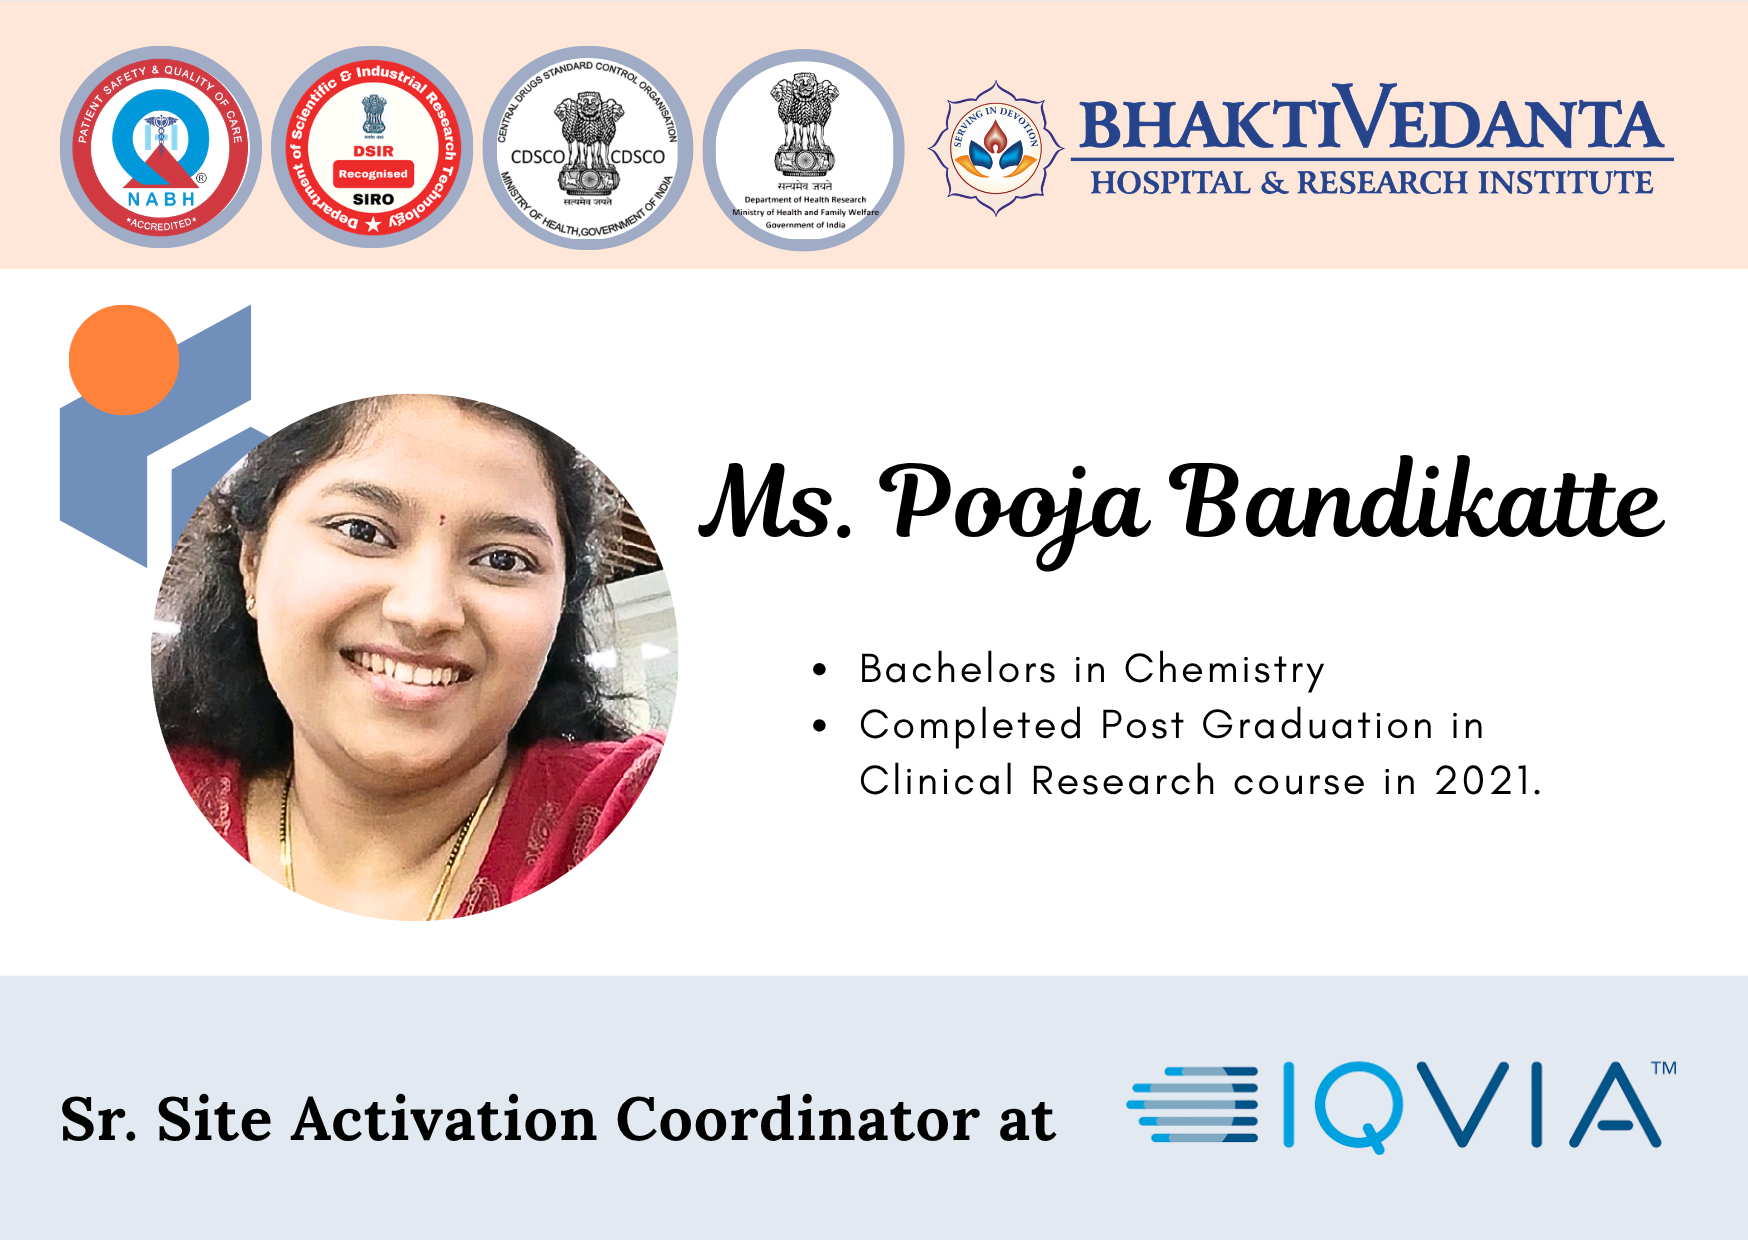 PATIENT SAFETY & QUALITY OF CARE
®
NABH
*ACCREDITED*
Department of Scientific & Industrial Research Technology
DSIR
Recognised
SIRO
CENTRAL DRUGS STANDARD CONTROL ORGANISATION
CDSCO CDSCO
सत्यमेव जयते
MINISTRY OF HEALTH,GOVERNMENT OF INDIA
सत्यमेव जयते
Department of Health Research
Ministry of Health and Family Welfare
Government of India
SERVING IN DEVOTION
BHAKTIVEDANTA
HOSPITAL & RESEARCH INSTITUTE
Ms. Pooja Bandikatte
• Bachelors in Chemistry
• Completed Post Graduation in
Clinical Research course in 2021.
Sr. Site Activation Coordinator at
IQVIA™